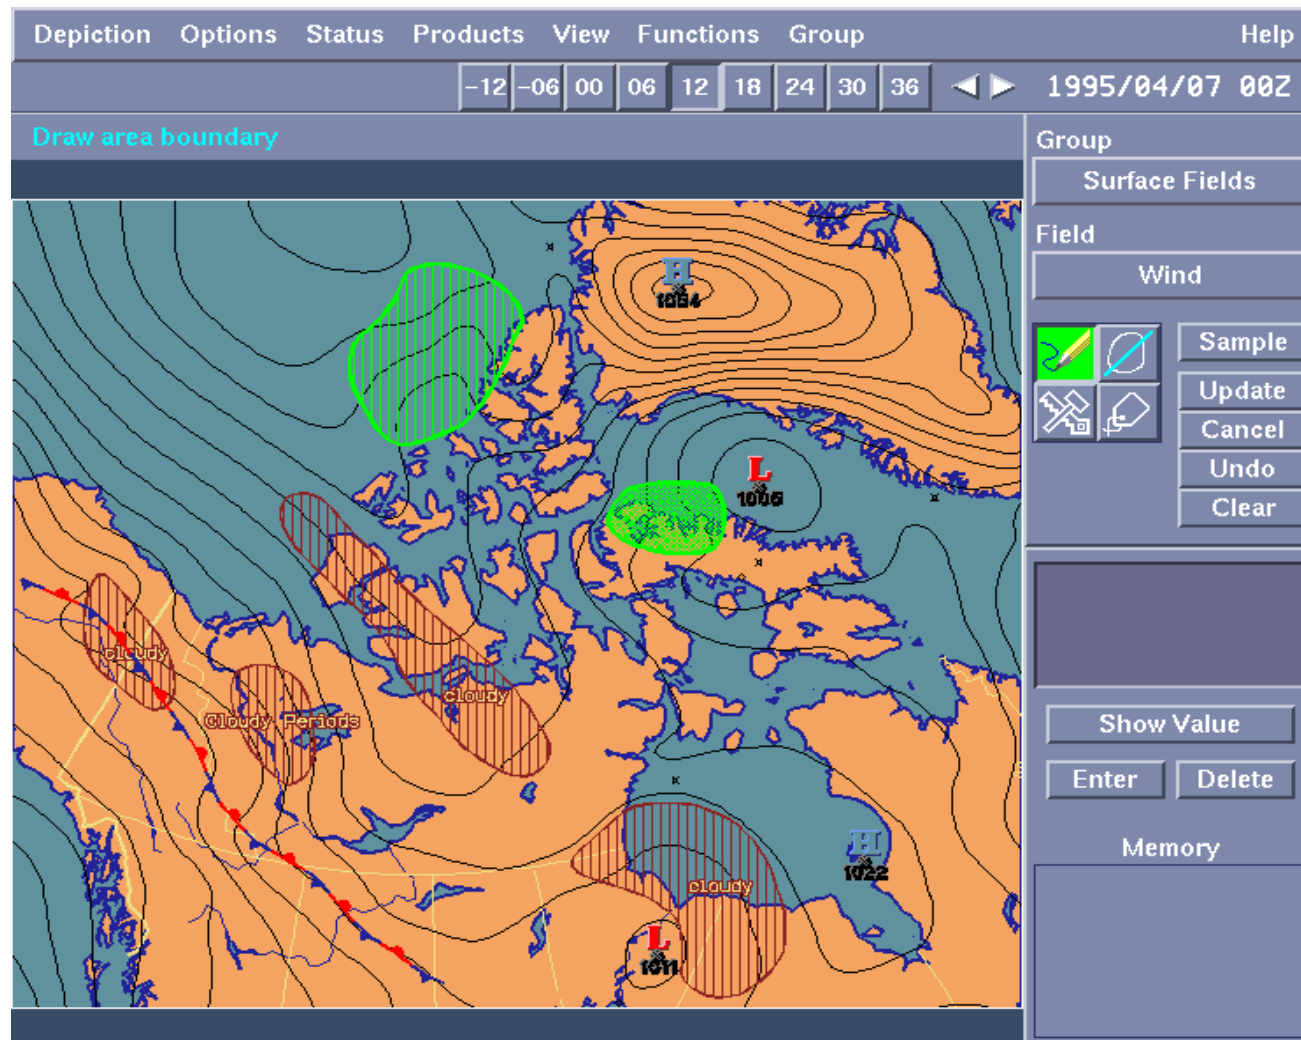 Depiction Options Status Products View Functions Group Help
-12 -06 00 06 12 18 24 30 36 1995/04/07 00Z
Draw area boundary
Group
Surface Fields
Field
Wind
Sample
Update
Cancel
Undo
Clear
H
L
1006
cloudy
cloudy
Cloudy Periods
Show Value
Enter Delete
Memory
H
1022
cloudy
L
1011